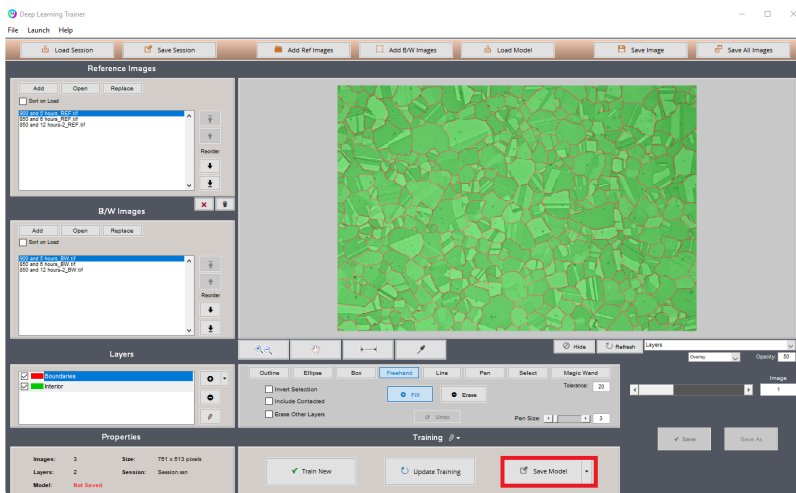 Deep Learning Trainer
File Launch Help
Load Session Save Session Add Ref Images Add B/W Images Load Model Save Image Save All Images
Reference Images
Add Open Replace
Sort on Load
900 and 5 hours_REF.tif
850 and 8 hours_REF.tif
850 and 12 hours-2_REF.tif
Reorder
B/W Images
Add Open Replace
Sort on Load
900 and 5 hours_BW.tif
850 and 8 hours_BW.tif
850 and 12 hours-2_BW.tif
Reorder
Layers
Boundaries
Interior
Hide Refresh Layers
Overlay Opacity: 50
Image
1
Outline Ellipse Box Freehand Line Pen Select Magic Wand
Invert Selection
Include Contacted
Erase Other Layers
Fill Erase
Undo
Tolerance: 20
Pen Size: 3
Save Save As
Properties
Images: 3 Size: 751 x 513 pixels
Layers: 2 Session: Session.ssn
Model: Not Saved
Training
Train New Update Training Save Model